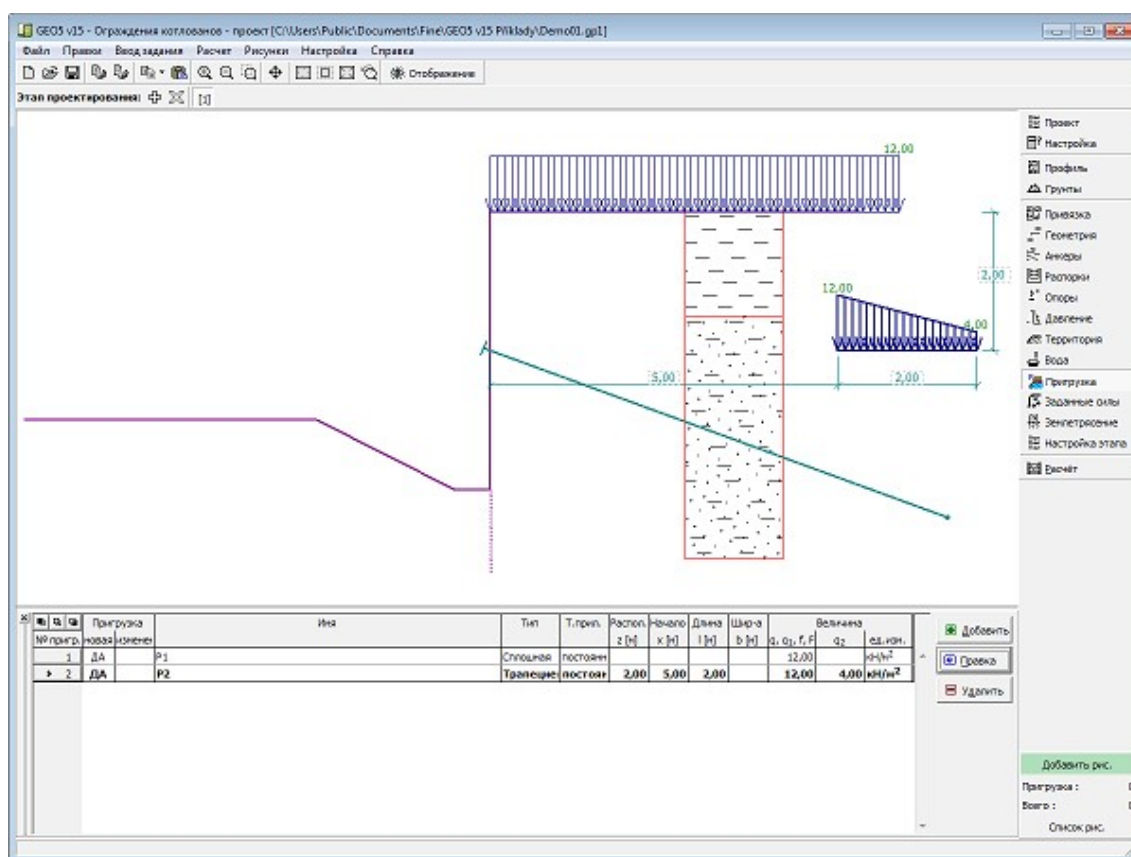 GEO5 v15 - Ограждения котлованов - проект [C:\Users\Public\Documents\Fine\GEO5 v15 Příklady\Demo01.gp1]
Файл Правки Ввод задания Расчет Рисунки Настройка Справка
Отображение
Этап проектирования: [1]
12,00
2,00
12,00
4,00
5,00
2,00
Проект
Настройка
Профиль
Грунты
Привязка
Геометрия
Анкеры
Распорки
Опоры
Давление
Территория
Вода
Пригрузка
Заданные силы
Землетрясение
Настройка этапа
Расчёт
Пригрузка Имя Тип Т.прил. Распол. Начало Длина Шир-а Величина
№ пригр. новая изменен z [м] x [м] l [м] b [м] q, q1, f, F q2 ед.изм.
1 ДА P1 Сплошная постоянн 12,00 кН/м²
2 ДА P2 Трапецие постоян 2,00 5,00 2,00 12,00 4,00 кН/м²
Добавить
Правка
Удалить
Добавить рис.
Пригрузка :
Всего :
Список рис.